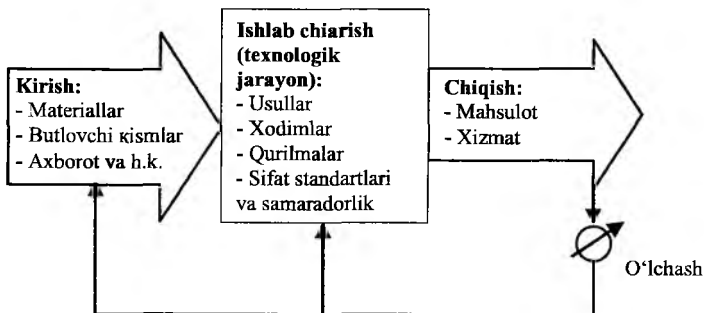 Kirish:
- Materiallar
- Butlovchi кismlar
- Axborot va h.k.
Ishlab chiarish
(texnologik
jarayon):
- Usullar
- Xodimlar
- Qurilmalar
- Sifat standartlari
va samaradorlik
Chiqish:
- Mahsulot
- Xizmat
O‘lchash